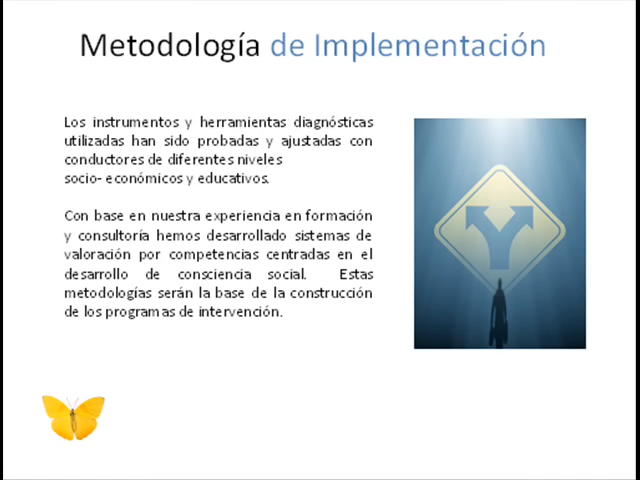 Metodología de Implementación
Los instrumentos y herramientas diagnósticas
utilizadas han sido probadas y ajustadas con
conductores de diferentes niveles
socio- económicos y educativos.
Con base en nuestra experiencia en formación
y consultoría hemos desarrollado sistemas de
valoración por competencias centradas en el
desarrollo de consciencia social. Estas
metodologías serán la base de la construcción
de los programas de intervención.